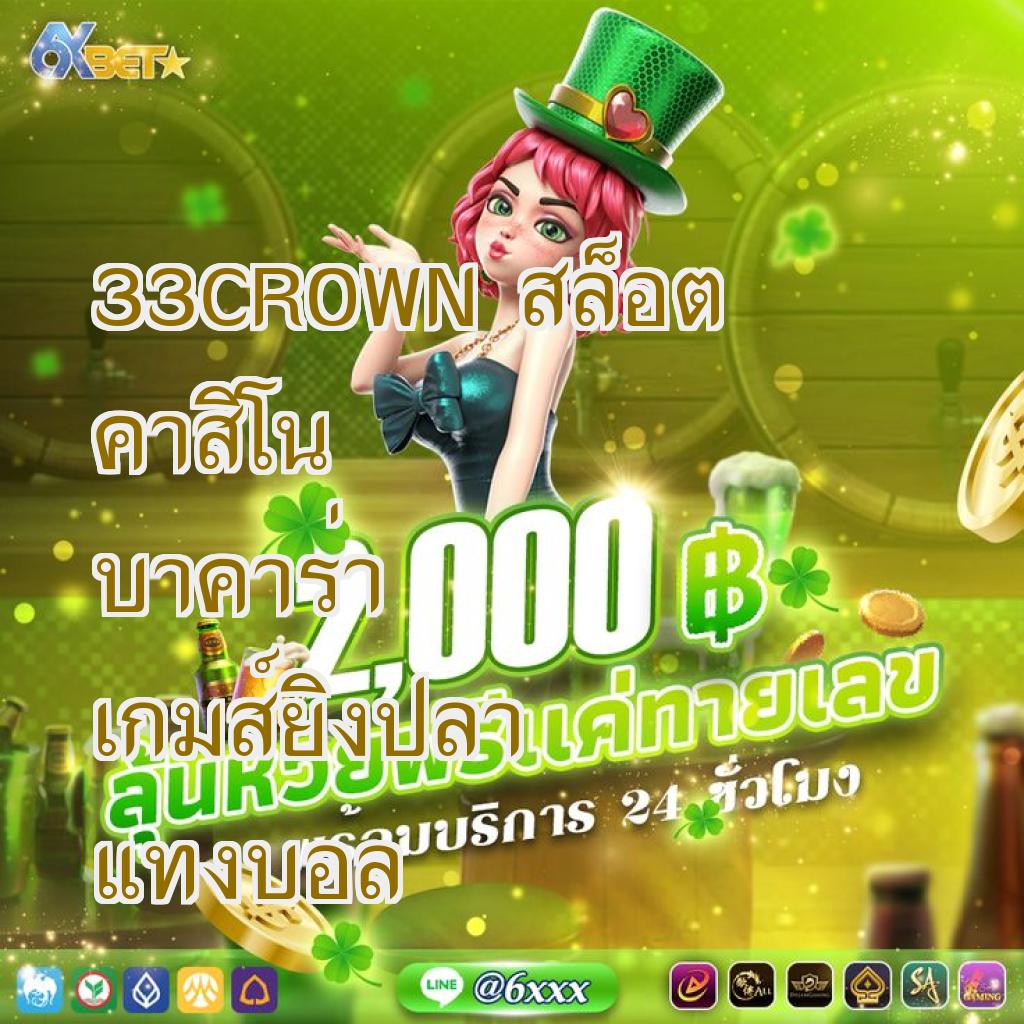 6XBET
33CROWN สล็อต
คาสิโน
บาคาร่า
2,000 ฿
เกมส์ยิงปลา
ลุ้นหวยฟรีแค่ทายเลข
พร้อมบริการ 24 ชั่วโมง
แทงบอล
LINE @6xxx
ALL
SA
GAMING